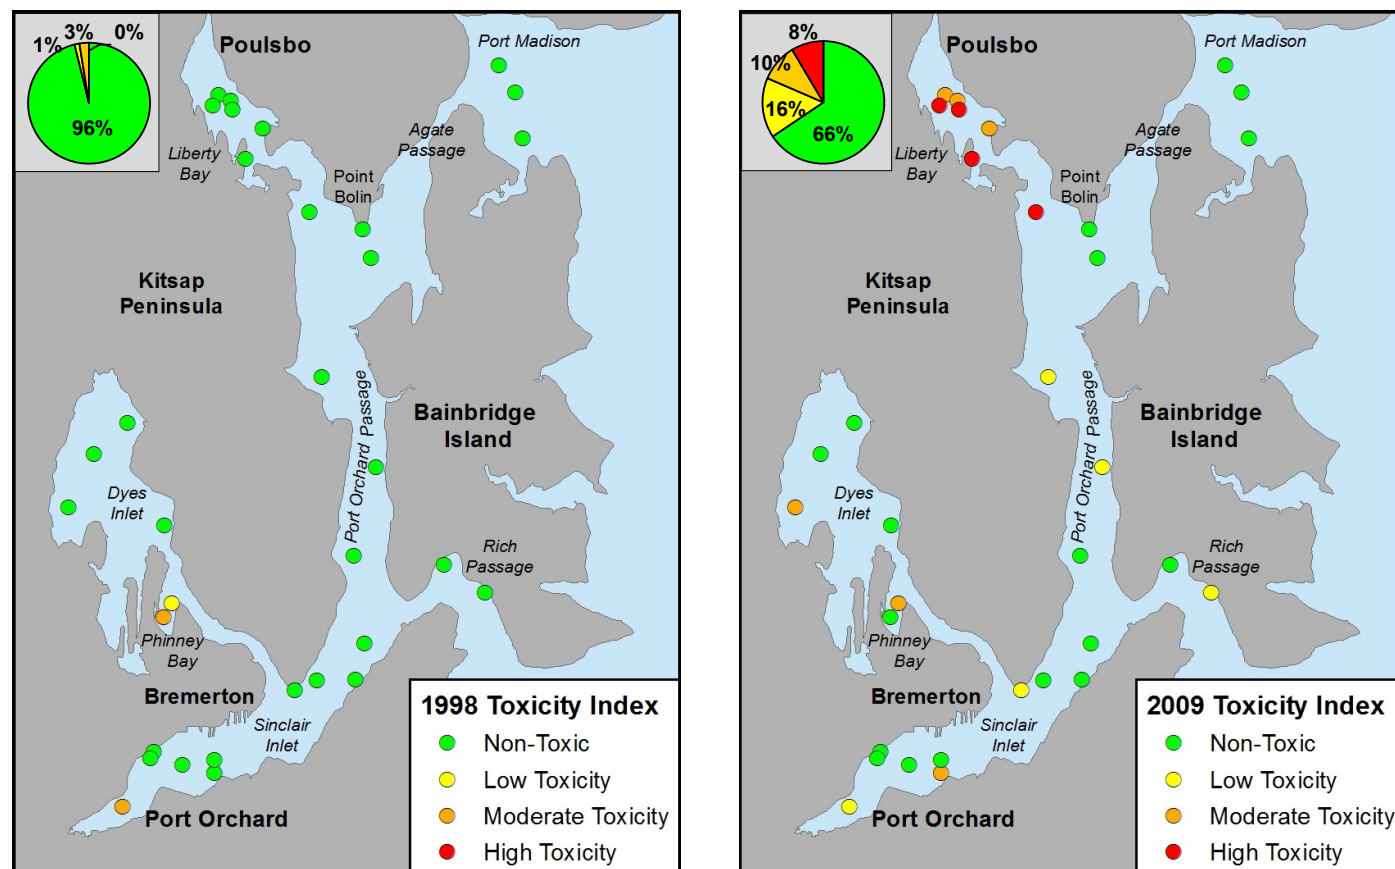 1%
3%
0%
96%
Poulsbo
Port Madison
Agate
Passage
Liberty
Bay
Point
Bolin
Kitsap
Peninsula
Port Orchard Passage
Bainbridge
Island
Dyes
Inlet
Rich
Passage
Phinney
Bay
Bremerton
Sinclair
Inlet
Port Orchard
1998 Toxicity Index
Non-Toxic
Low Toxicity
Moderate Toxicity
High Toxicity
8%
10%
16%
66%
Poulsbo
Port Madison
Agate
Passage
Liberty
Bay
Point
Bolin
Kitsap
Peninsula
Port Orchard Passage
Bainbridge
Island
Dyes
Inlet
Rich
Passage
Phinney
Bay
Bremerton
Sinclair
Inlet
Port Orchard
2009 Toxicity Index
Non-Toxic
Low Toxicity
Moderate Toxicity
High Toxicity